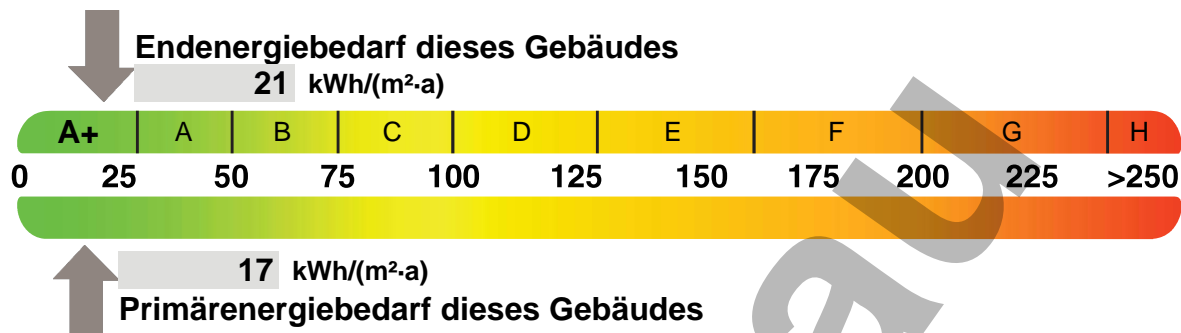 Endenergiebedarf dieses Gebäudes
21 kWh/(m²·a)
A+ A B C D E F G H
0 25 50 75 100 125 150 175 200 225 >250
17 kWh/(m²·a)
Primärenergiebedarf dieses Gebäudes
au